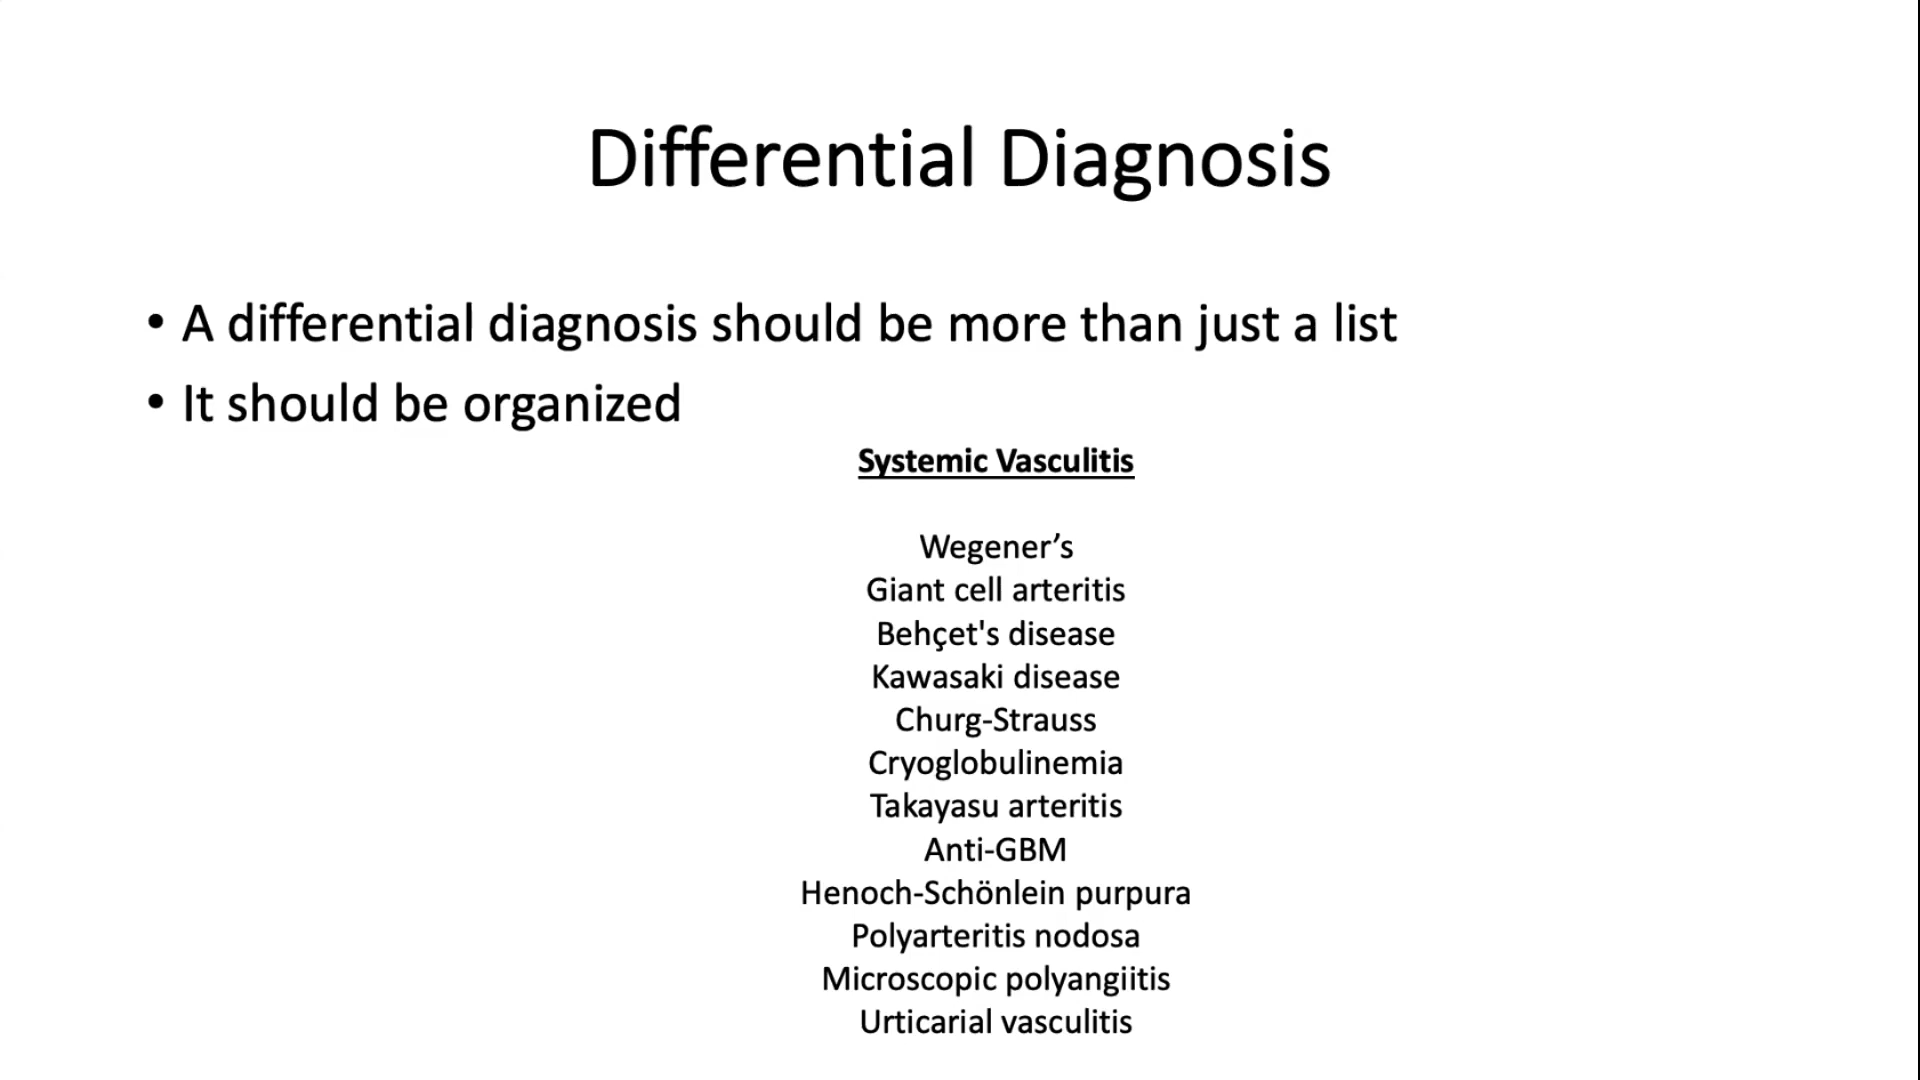 Differential Diagnosis
• A differential diagnosis should be more than just a list
• It should be organized
Systemic Vasculitis
Wegener’s
Giant cell arteritis
Behçet's disease
Kawasaki disease
Churg-Strauss
Cryoglobulinemia
Takayasu arteritis
Anti-GBM
Henoch-Schönlein purpura
Polyarteritis nodosa
Microscopic polyangiitis
Urticarial vasculitis